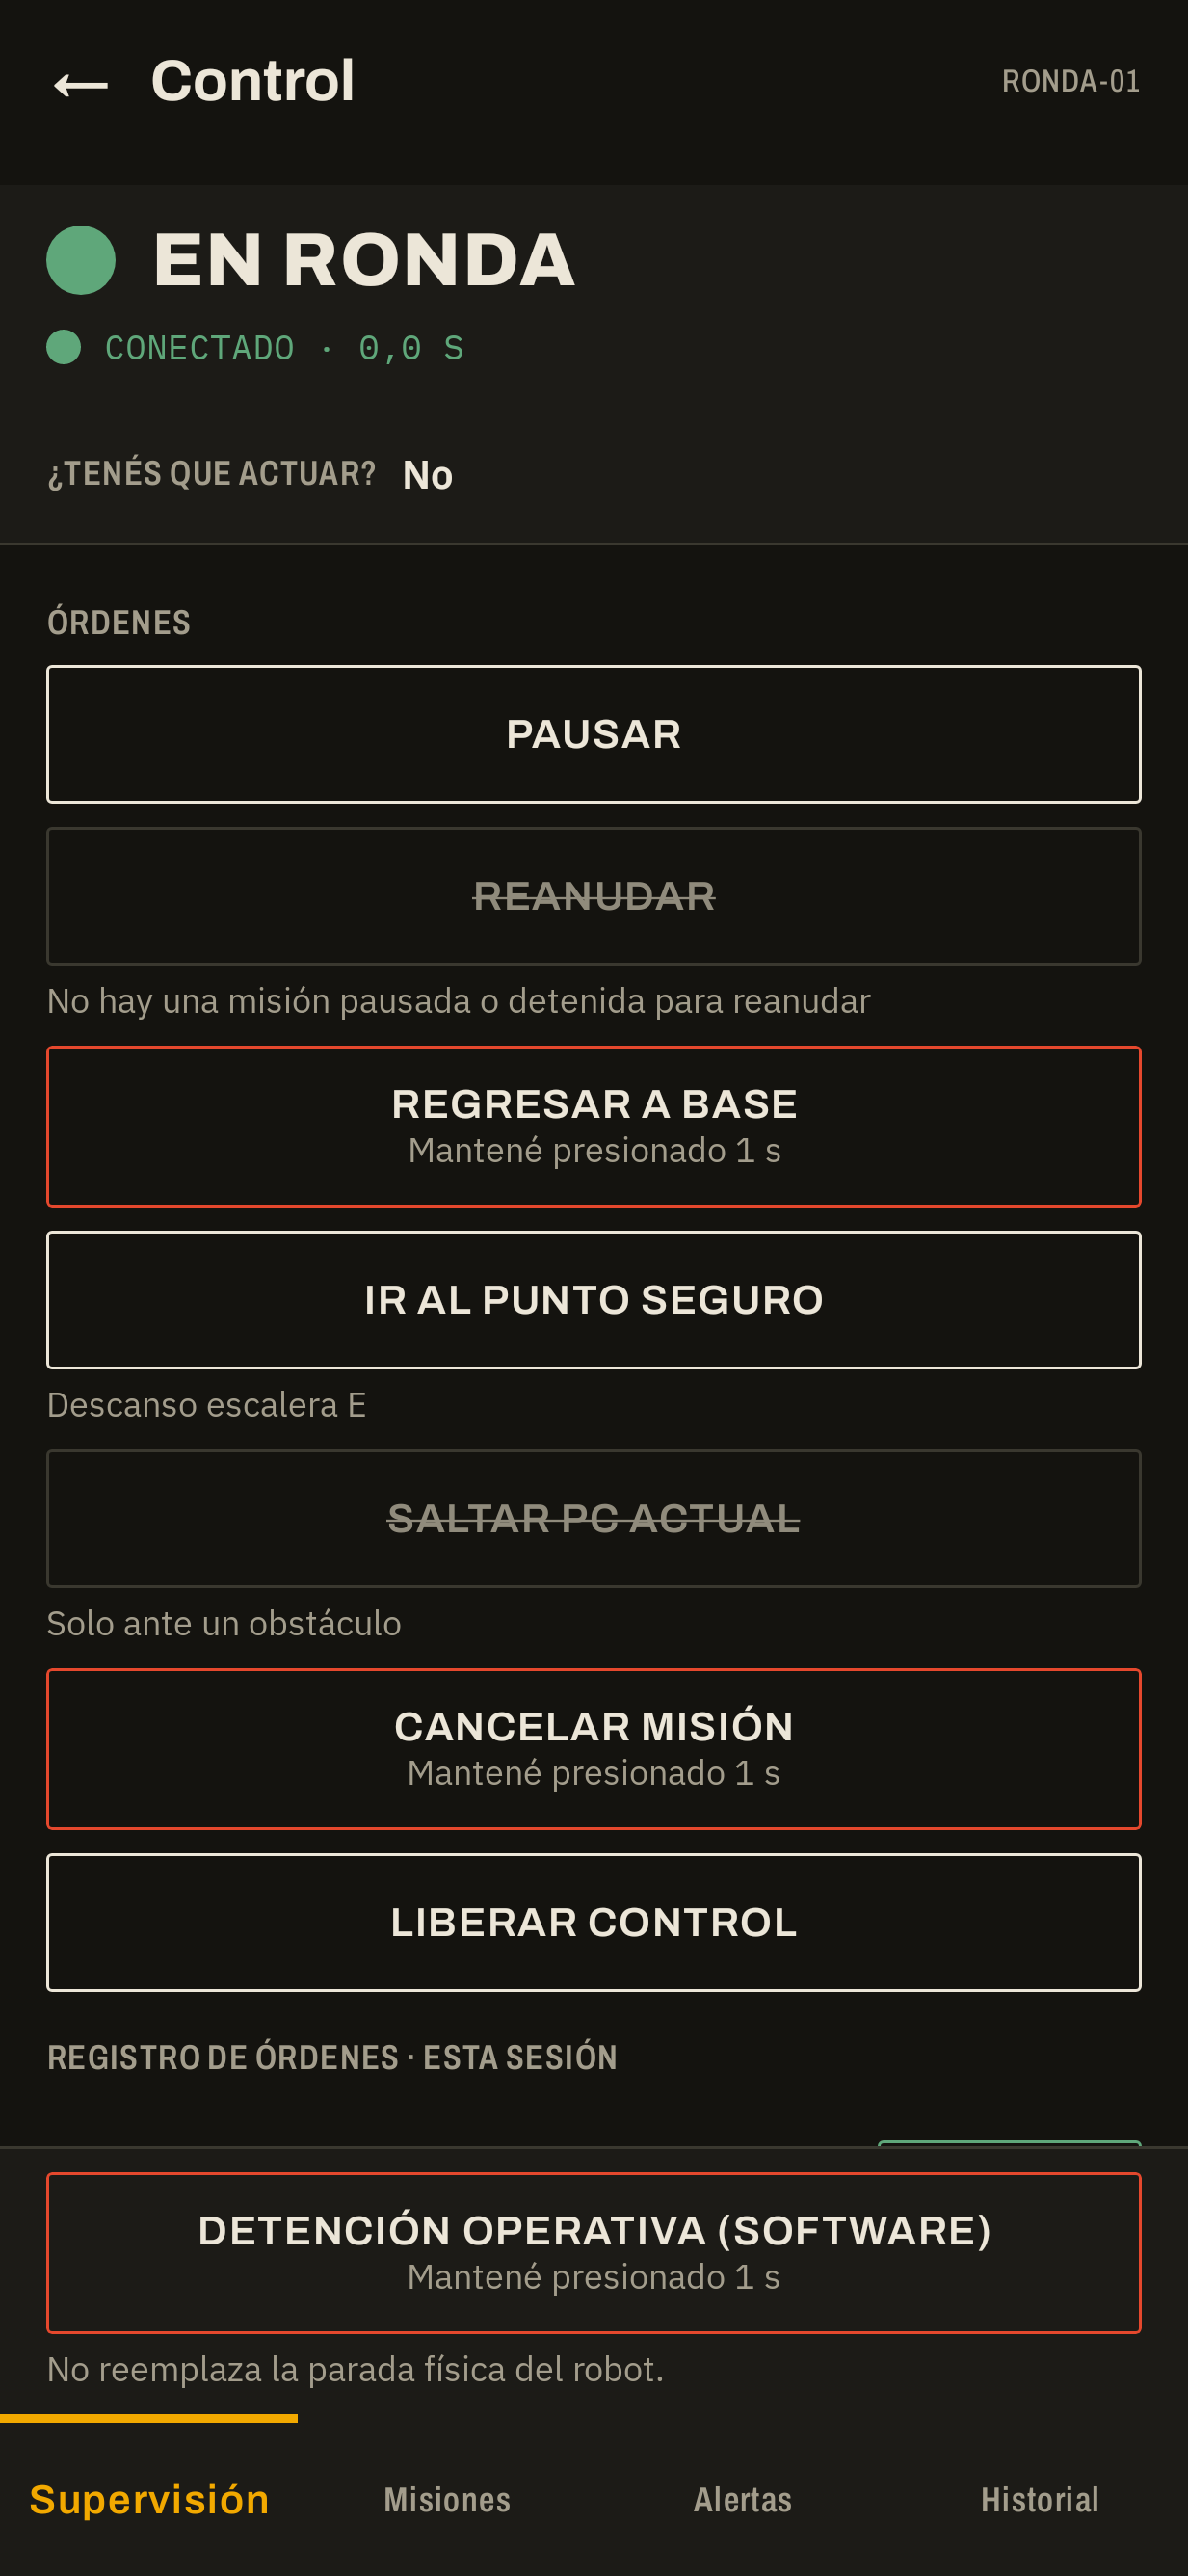 ← Control
RONDA-01
EN RONDA
CONECTADO · 0,0 S
¿TENÉS QUE ACTUAR? No
ÓRDENES
PAUSAR
REANUDAR
No hay una misión pausada o detenida para reanudar
REGRESAR A BASE
Mantené presionado 1 s
IR AL PUNTO SEGURO
Descanso escalera E
SALTAR PC ACTUAL
Solo ante un obstáculo
CANCELAR MISIÓN
Mantené presionado 1 s
LIBERAR CONTROL
REGISTRO DE ÓRDENES · ESTA SESIÓN
DETENCIÓN OPERATIVA (SOFTWARE)
Mantené presionado 1 s
No reemplaza la parada física del robot.
Supervisión Misiones Alertas Historial